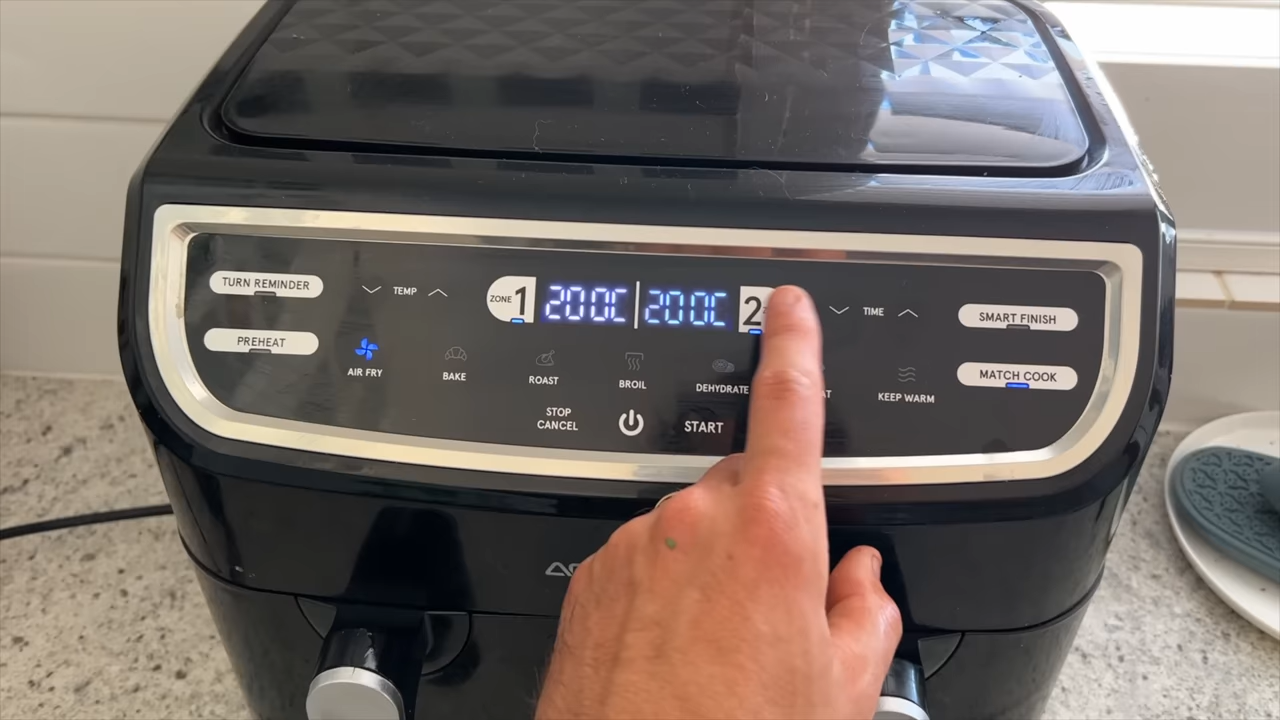 TURN REMINDER
TEMP
ZONE 1
200C
200C
2
TIME
SMART FINISH
PREHEAT
MATCH COOK
AIR FRY
BAKE
ROAST
BROIL
DEHYDRATE
KEEP WARM
STOP
CANCEL
START